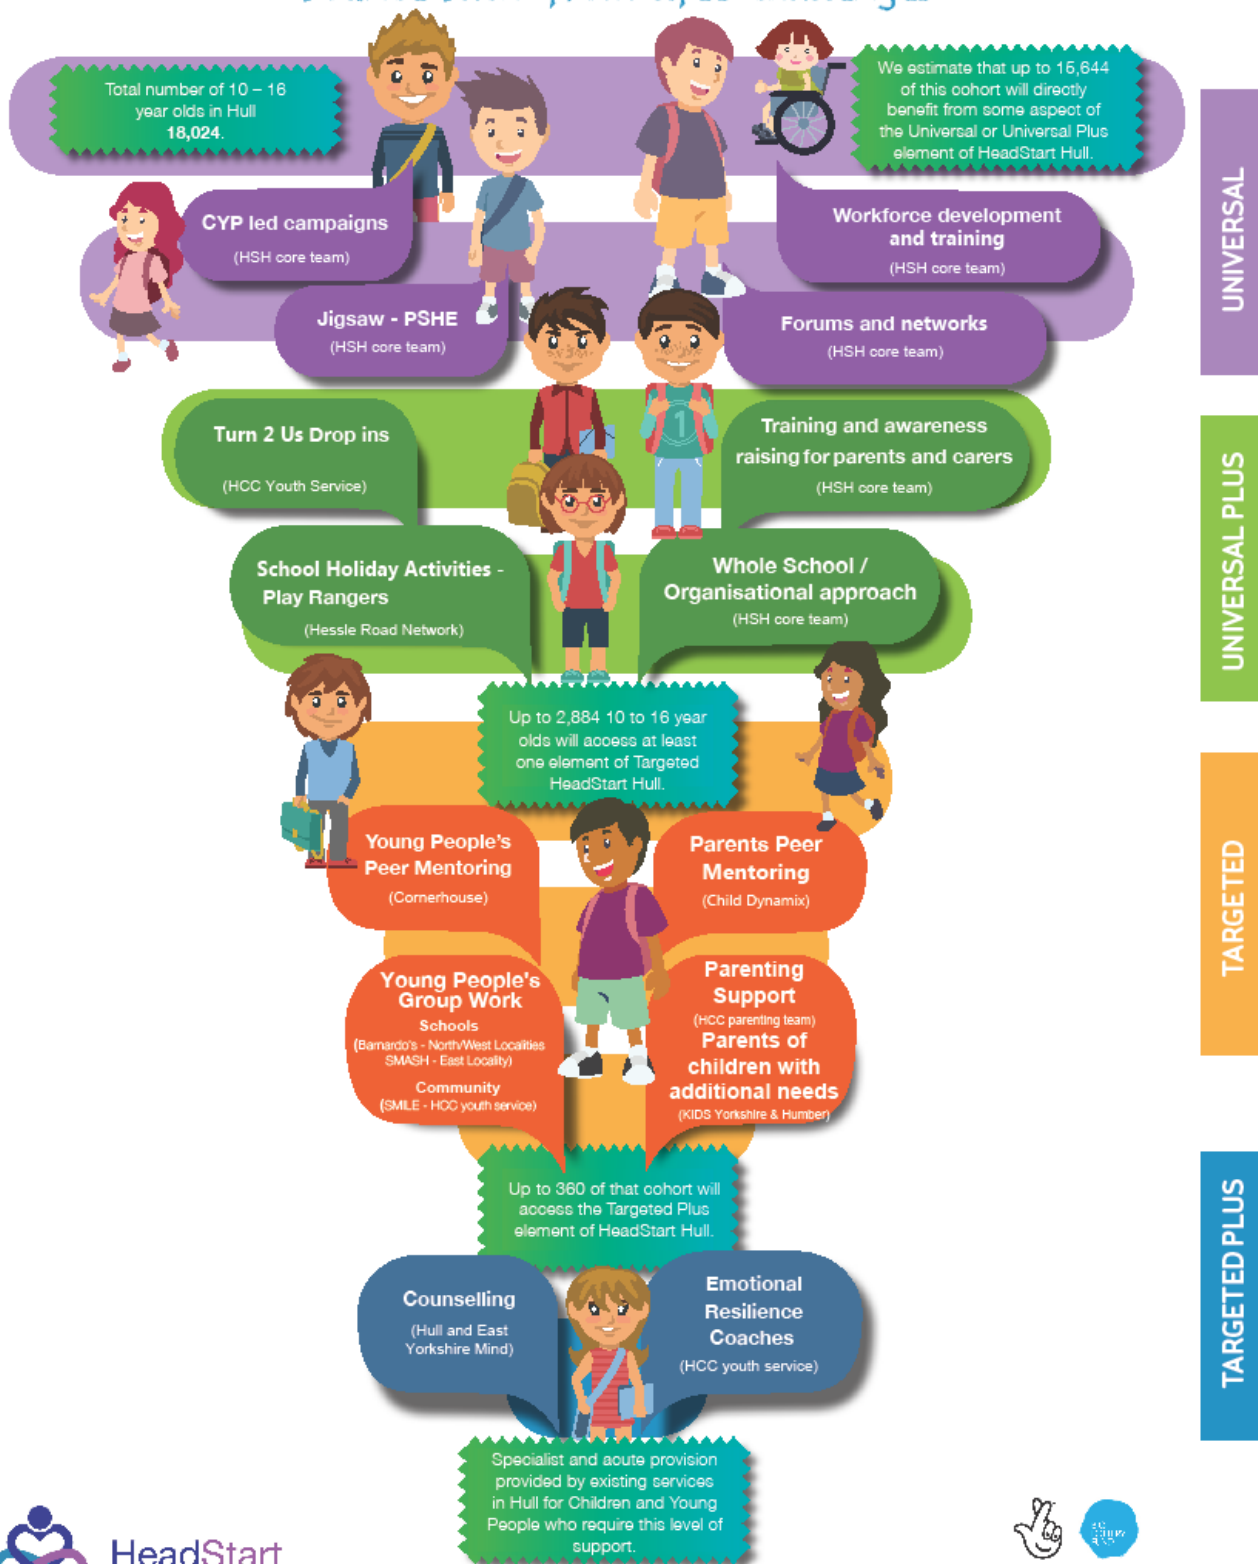 Total number of 10 – 16
year olds in Hull
18,024.
We estimate that up to 15,644
of this cohort will directly
benefit from some aspect of
the Universal or Universal Plus
element of HeadStart Hull.
UNIVERSAL
CYP led campaigns
(HSH core team)
Workforce development
and training
(HSH core team)
Jigsaw - PSHE
(HSH core team)
Forums and networks
(HSH core team)
UNIVERSAL PLUS
Turn 2 Us Drop ins
(HCC Youth Service)
1
Training and awareness
raising for parents and carers
(HSH core team)
School Holiday Activities -
Play Rangers
(Hessle Road Network)
Whole School /
Organisational approach
(HSH core team)
Up to 2,884 10 to 16 year
olds will access at least
one element of Targeted
HeadStart Hull.
TARGETED
Young People's
Peer Mentoring
(Cornerhouse)
Parents Peer
Mentoring
(Child Dynamix)
Young People's
Group Work
Schools
(Barnardo's - North/West Localities
SMASH - East Locality)
Community
(SMILE - HCC youth service)
Parenting
Support
(HCC parenting team)
Parents of
children with
additional needs
(KIDS Yorkshire & Humber)
Up to 360 of that cohort will
access the Targeted Plus
element of HeadStart Hull.
TARGETED PLUS
Counselling
(Hull and East
Yorkshire Mind)
Emotional
Resilience
Coaches
(HCC youth service)
Specialist and acute provision
provided by existing services
in Hull for Children and Young
People who require this level of
support.
HeadStart